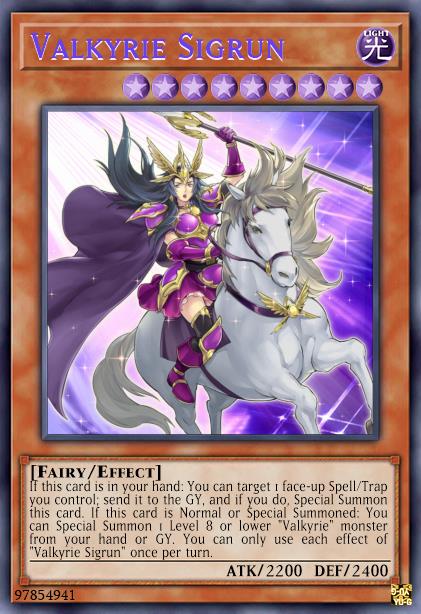 Valkyrie Sigrun
LIGHT
光
[Fairy/Effect]
If this card is in your hand: You can target 1 face-up Spell/Trap
you control; send it to the GY, and if you do, Special Summon
this card. If this card is Normal or Special Summoned: You
can Special Summon 1 Level 8 or lower "Valkyrie" monster
from your hand or GY. You can only use each effect of
"Valkyrie Sigrun" once per turn.
ATK/2200 DEF/2400
97854941